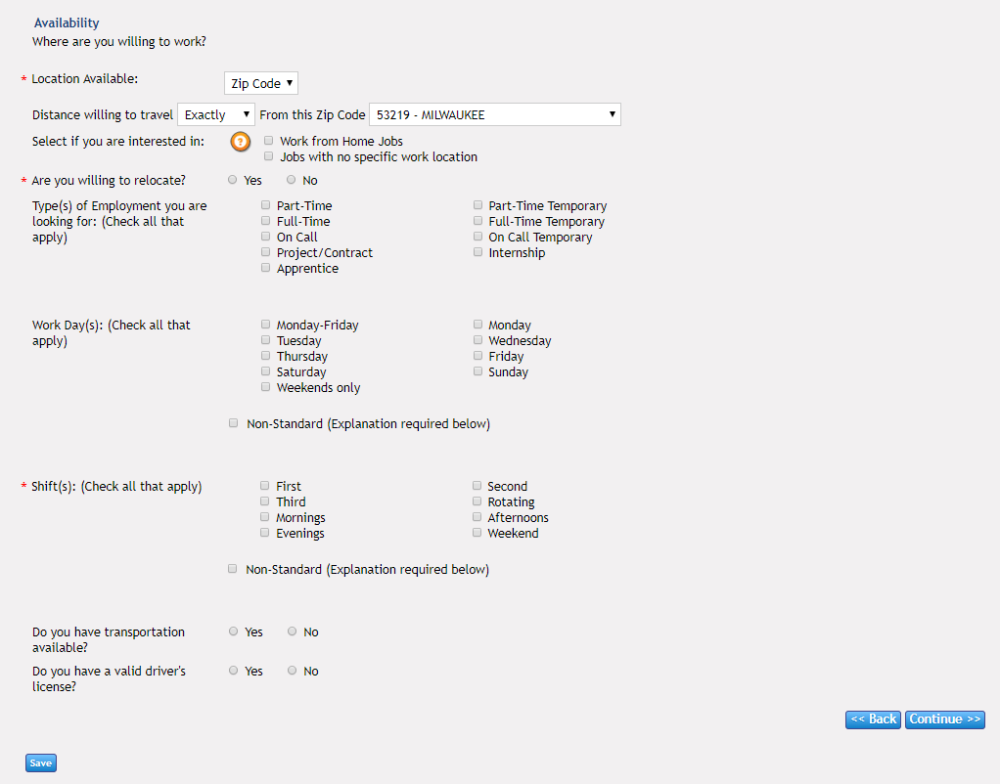 Availability
Where are you willing to work?
* Location Available: Zip Code
Distance willing to travel Exactly From this Zip Code 53219 - MILWAUKEE
Select if you are interested in: ? Work from Home Jobs
Jobs with no specific work location
* Are you willing to relocate? Yes No
Type(s) of Employment you are looking for: (Check all that apply)
Part-Time Part-Time Temporary
Full-Time Full-Time Temporary
On Call On Call Temporary
Project/Contract Internship
Apprentice
Work Day(s): (Check all that apply)
Monday-Friday Monday
Tuesday Wednesday
Thursday Friday
Saturday Sunday
Weekends only
Non-Standard (Explanation required below)
* Shift(s): (Check all that apply)
First Second
Third Rotating
Mornings Afternoons
Evenings Weekend
Non-Standard (Explanation required below)
Do you have transportation available? Yes No
Do you have a valid driver's license? Yes No
<< Back Continue >>
Save